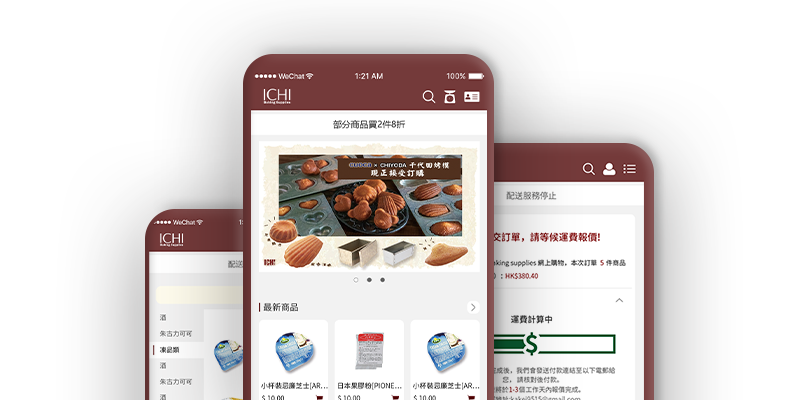 WeChat
1:21 AM
100%
ICHI
Baking Supplies
部分商品買2件8折
× CHIYODA 千代田烤模
現正接受訂購
ICHI
最新商品
小杯裝忌廉芝士|AR...
日本果膠粉[PIONE...
小杯裝忌廉芝士|AR...
$ 10.00
$ 10.00
$ 10.00
WeChat
ICHI
Baking Supplies
配送
酒
朱古力可可
凍品類
酒
朱古力可可
酒
配送服務停止
交訂單，請等候運費報價!
aking supplies 網上購物，本次訂單 5 件商品
：HK$380.40
運費計算中
$
完成後，我們會發送付款連結至以下電郵給
您， 請核對後付款。
將於1-3個工作天內報價完成。